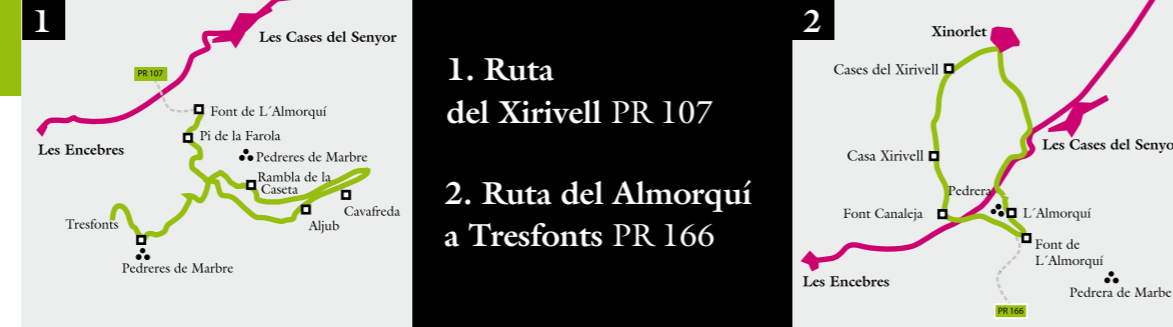 1
Les Cases del Senyor
PR 107
Font de L´Almorquí
Pi de la Farola
Les Encebres
Pedreres de Marbre
Rambla de la
Caseta
Cavafreda
Tresfonts
Aljub
Pedreres de Marbre
1. Ruta
del Xirivell PR 107
2. Ruta del Almorquí
a Tresfonts PR 166
2
Xinorlet
Cases del Xirivell
Les Cases del Senyo
Casa Xirivell
Pedrera
Font Canaleja
L´Almorquí
Font de
L´Almorquí
Les Encebres
Pedrera de Marbe
PR 166